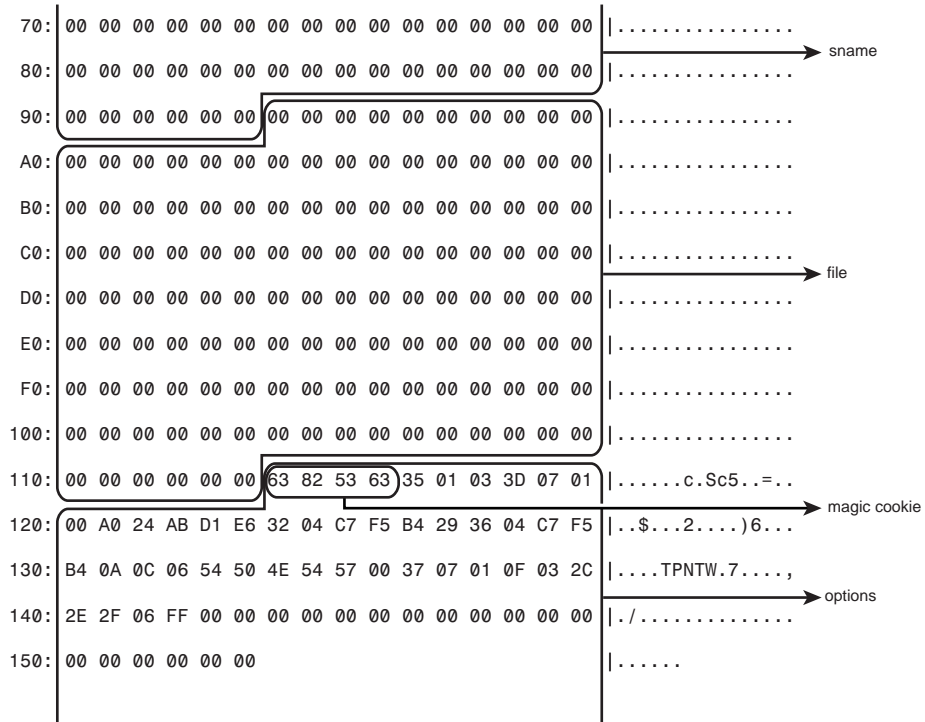 70: 00 00 00 00 00 00 00 00 00 00 00 00 00 00 00 00 |................
sname
80: 00 00 00 00 00 00 00 00 00 00 00 00 00 00 00 00 |................
90: 00 00 00 00 00 00 00 00 00 00 00 00 00 00 00 00 |................
A0: 00 00 00 00 00 00 00 00 00 00 00 00 00 00 00 00 |................
B0: 00 00 00 00 00 00 00 00 00 00 00 00 00 00 00 00 |................
C0: 00 00 00 00 00 00 00 00 00 00 00 00 00 00 00 00 |................
file
D0: 00 00 00 00 00 00 00 00 00 00 00 00 00 00 00 00 |................
E0: 00 00 00 00 00 00 00 00 00 00 00 00 00 00 00 00 |................
F0: 00 00 00 00 00 00 00 00 00 00 00 00 00 00 00 00 |................
100: 00 00 00 00 00 00 00 00 00 00 00 00 00 00 00 00 |................
110: 00 00 00 00 00 00 63 82 53 63 35 01 03 3D 07 01 |......c.Sc5..=..
magic cookie
120: 00 A0 24 AB D1 E6 32 04 C7 F5 B4 29 36 04 C7 F5 |..$...2....)6...
130: B4 0A 0C 06 54 50 4E 54 57 00 37 07 01 0F 03 2C |....TPNTW.7....,
options
140: 2E 2F 06 FF 00 00 00 00 00 00 00 00 00 00 00 00 |./..............
150: 00 00 00 00 00 00 |......